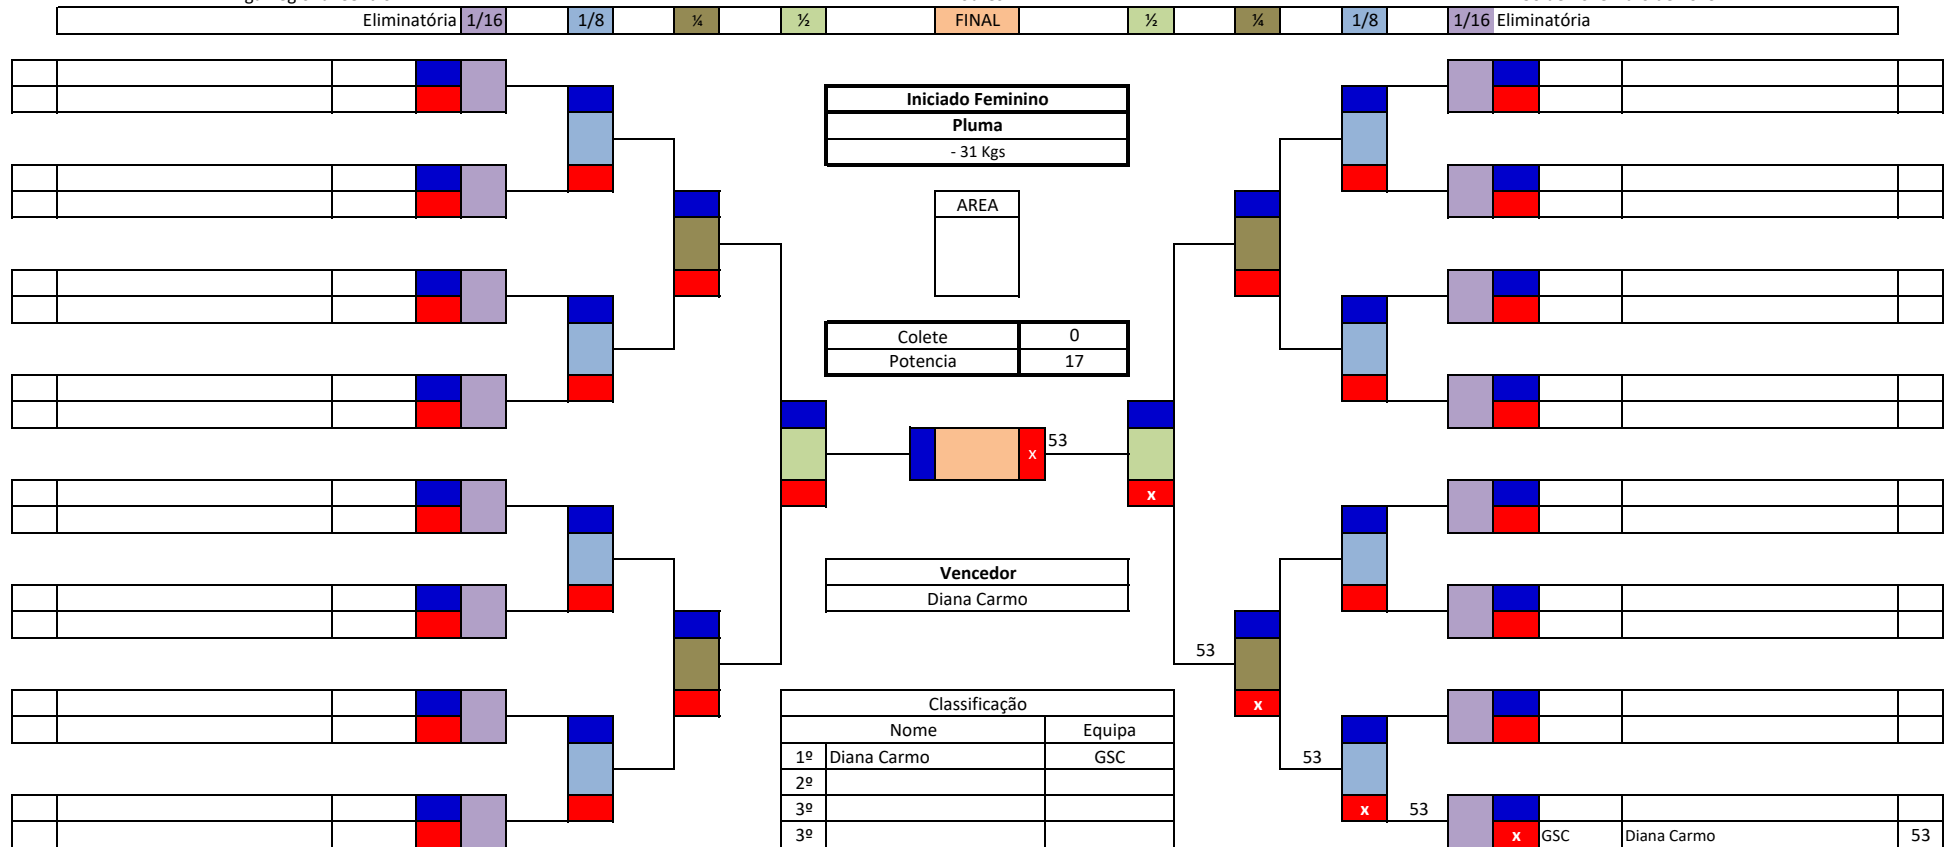 Eliminatória 1/16 1/8 ¼ ½ FINAL ½ ¼ 1/8 1/16 Eliminatória
Iniciado Feminino
Pluma
- 31 Kgs
AREA
Colete 0
Potencia 17
x 53
x
Vencedor
Diana Carmo
53
x
Classificação
Nome Equipa
1º Diana Carmo GSC
2º
3º
3º
53
x 53
x GSC Diana Carmo 53